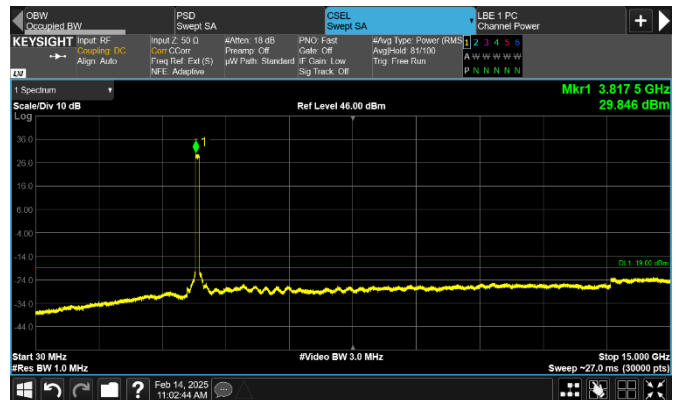 OBW
Occupied BW
PSD
Swept SA
CSEL
Swept SA
LBE 1 PC
Channel Power
KEYSIGHT
Input: RF
Coupling: DC
Align: Auto
Input Z: 50 Ω
Corr CCorr
Freq Ref: Ext (S)
NFE: Adaptive
#Atten: 18 dB
Preamp: Off
µW Path: Standard
PNO: Fast
Gate: Off
IF Gain: Low
Sig Track: Off
#Avg Type: Power (RMS
Avg|Hold: 81/100
Trig: Free Run
1 2 3 4 5 6
A W W W W W
P N N N N N
LXI
1 Spectrum
Scale/Div 10 dB
Ref Level 46.00 dBm
Mkr1 3.817 5 GHz
29.846 dBm
Log
1
36.0
26.0
16.0
6.00
-4.00
-14.0
-24.0
-34.0
-44.0
DL1 -19.00 dBm
Start 30 MHz
#Video BW 3.0 MHz
Stop 15.000 GHz
#Res BW 1.0 MHz
Sweep ~27.0 ms (30000 pts)
Feb 14, 2025
11:02:44 AM